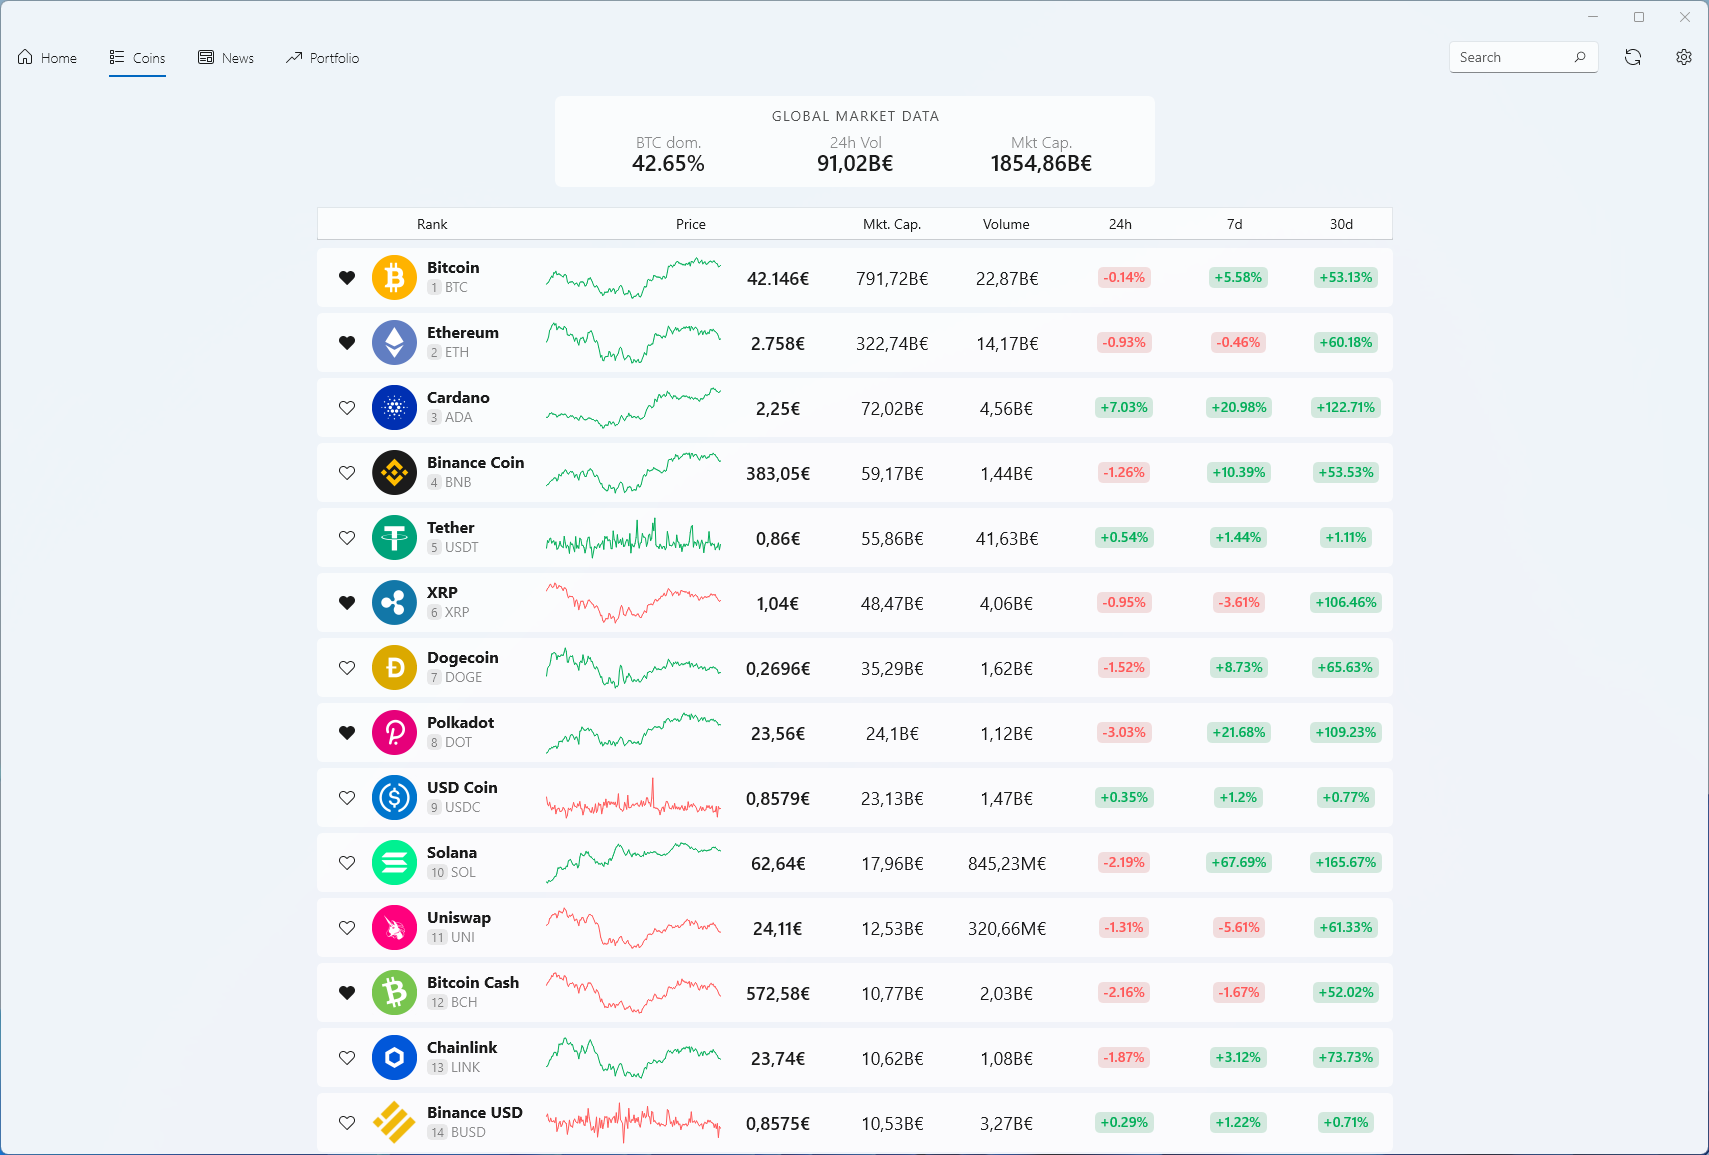 Home Coins News Portfolio Search
GLOBAL MARKET DATA
BTC dom. 24h Vol Mkt Cap.
42.65% 91,02B€ 1854,86B€
Rank Price Mkt. Cap. Volume 24h 7d 30d
Bitcoin
1 BTC
42.146€ 791,72B€ 22,87B€ -0.14% +5.58% +53.13%
Ethereum
2 ETH
2.758€ 322,74B€ 14,17B€ -0.93% -0.46% +60.18%
Cardano
3 ADA
2,25€ 72,02B€ 4,56B€ +7.03% +20.98% +122.71%
Binance Coin
4 BNB
383,05€ 59,17B€ 1,44B€ -1.26% +10.39% +53.53%
Tether
5 USDT
0,86€ 55,86B€ 41,63B€ +0.54% +1.44% +1.11%
XRP
6 XRP
1,04€ 48,47B€ 4,06B€ -0.95% -3.61% +106.46%
Dogecoin
7 DOGE
0,2696€ 35,29B€ 1,62B€ -1.52% +8.73% +65.63%
Polkadot
8 DOT
23,56€ 24,1B€ 1,12B€ -3.03% +21.68% +109.23%
USD Coin
9 USDC
0,8579€ 23,13B€ 1,47B€ +0.35% +1.2% +0.77%
Solana
10 SOL
62,64€ 17,96B€ 845,23M€ -2.19% +67.69% +165.67%
Uniswap
11 UNI
24,11€ 12,53B€ 320,66M€ -1.31% -5.61% +61.33%
Bitcoin Cash
12 BCH
572,58€ 10,77B€ 2,03B€ -2.16% -1.67% +52.02%
Chainlink
13 LINK
23,74€ 10,62B€ 1,08B€ -1.87% +3.12% +73.73%
Binance USD
14 BUSD
0,8575€ 10,53B€ 3,27B€ +0.29% +1.22% +0.71%